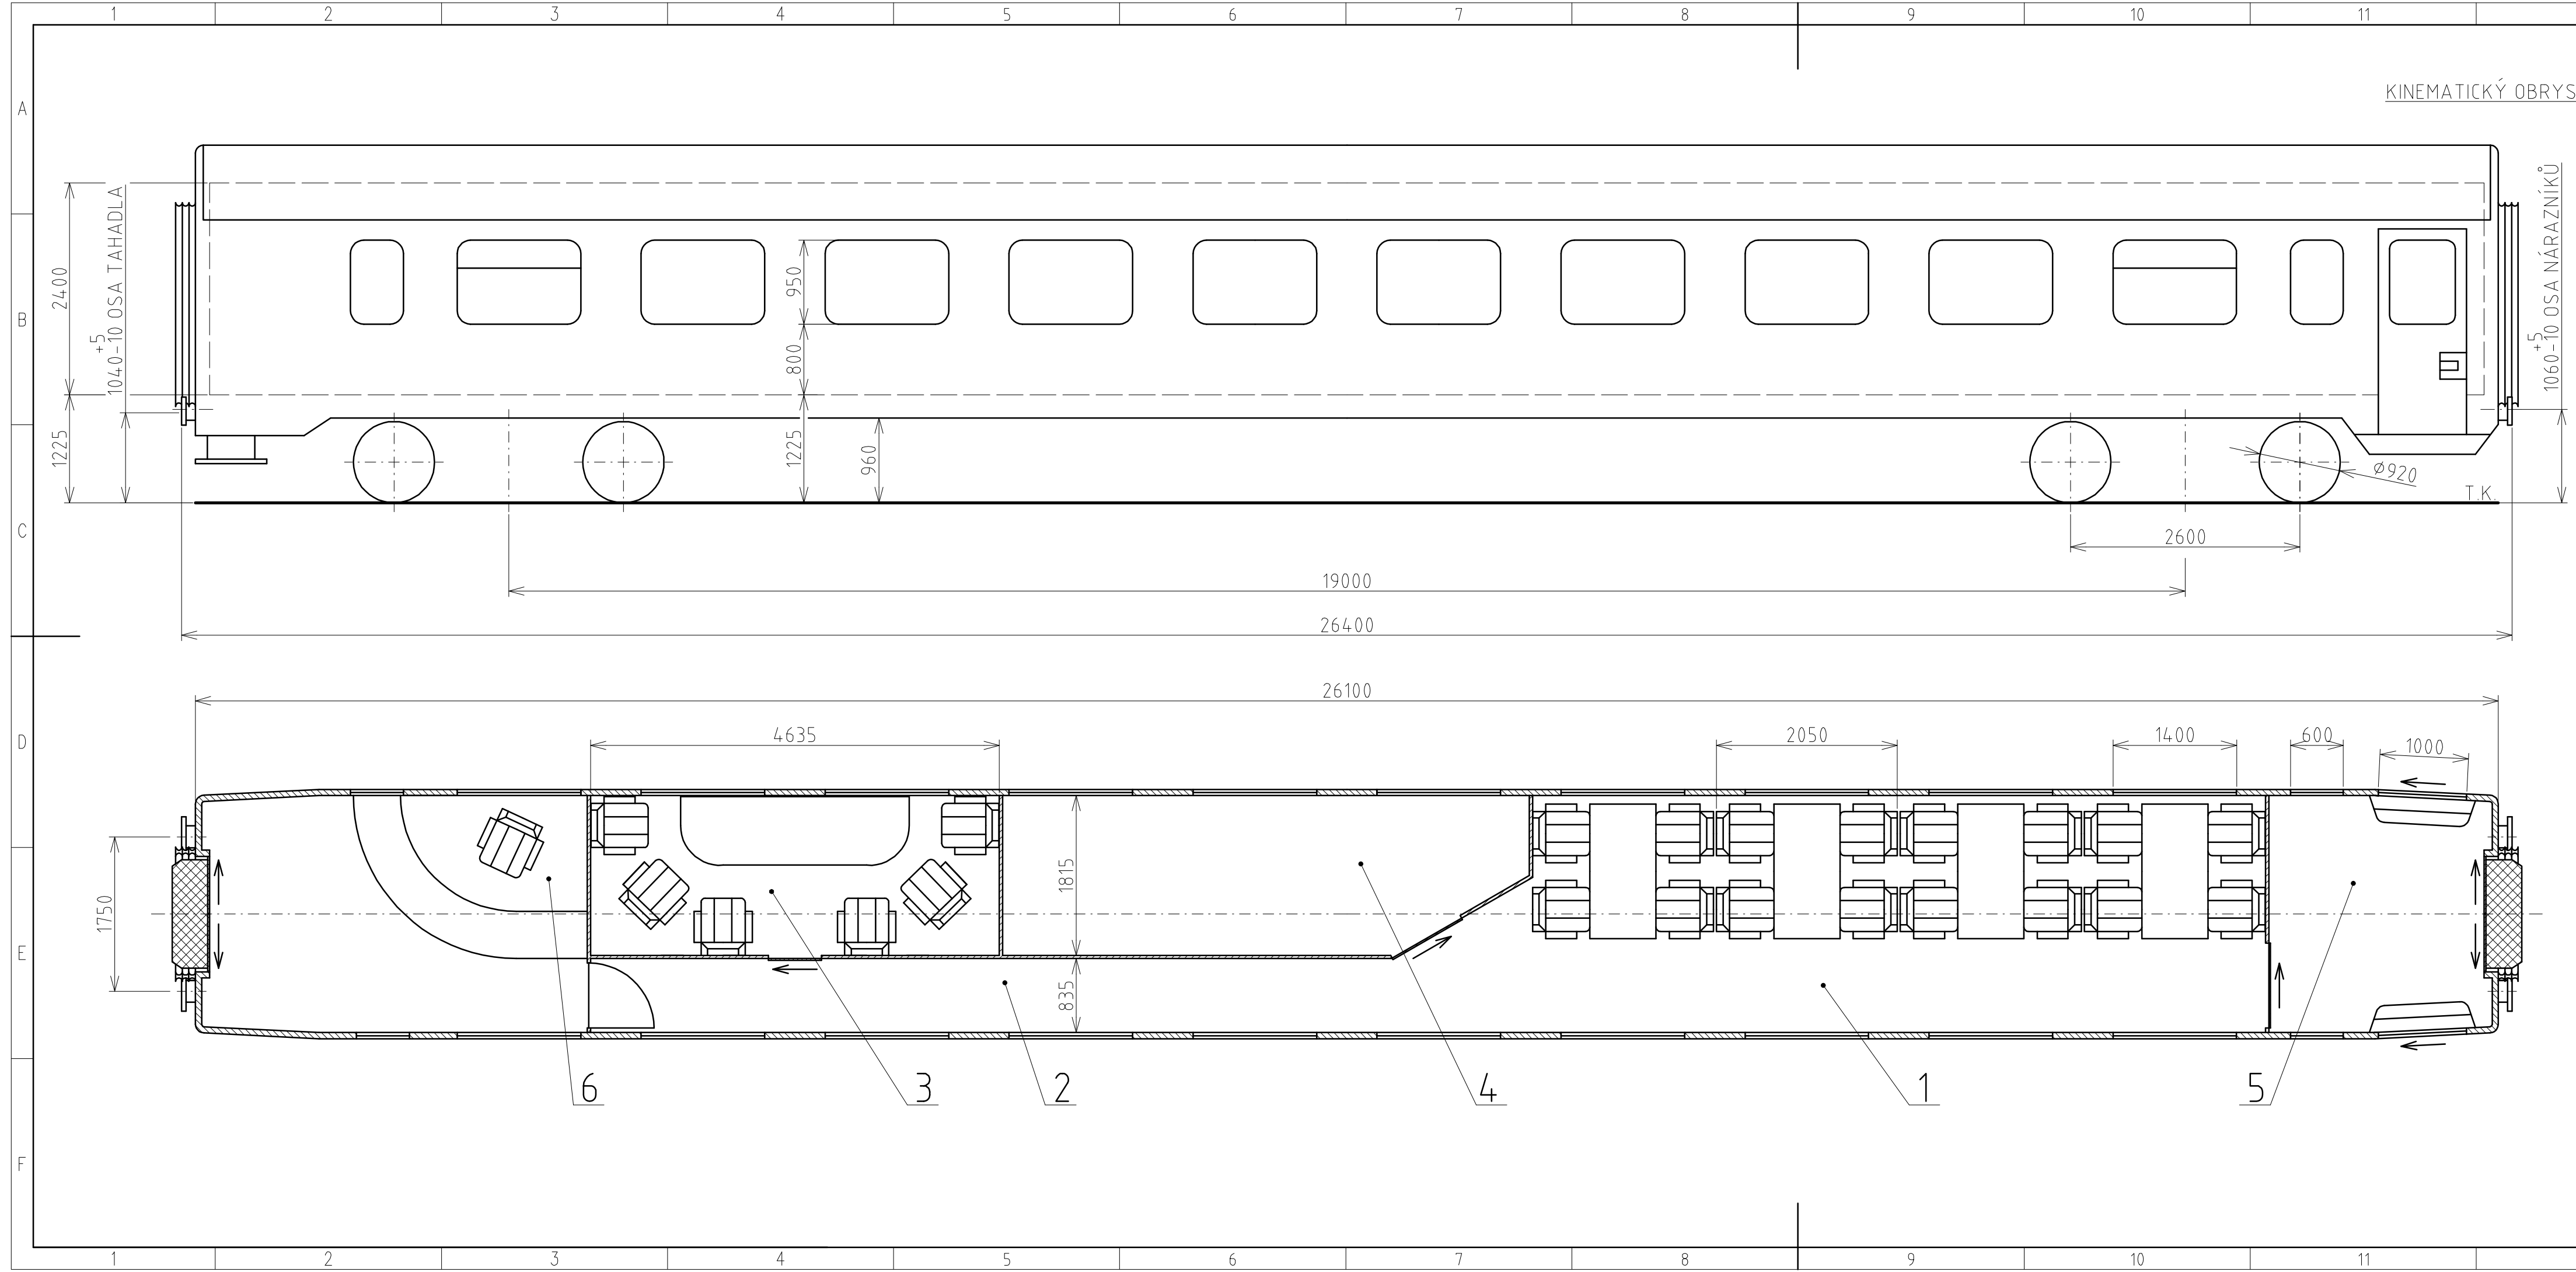 1 2 3 4 5 6 7 8 9 10 11
A
KINEMATICKÝ OBRYS
2400
1040-10 OSA TAHADLA
+5
950
1060-10 OSA NÁRAZNÍKŮ
+5
B
800
1225
1225
960
Ø920
T.K.
C
2600
19000
26400
26100
D
4635
2050
1400
600
1000
1815
1750
E
835
6
3
2
4
1
5
F
1 2 3 4 5 6 7 8 9 10 11